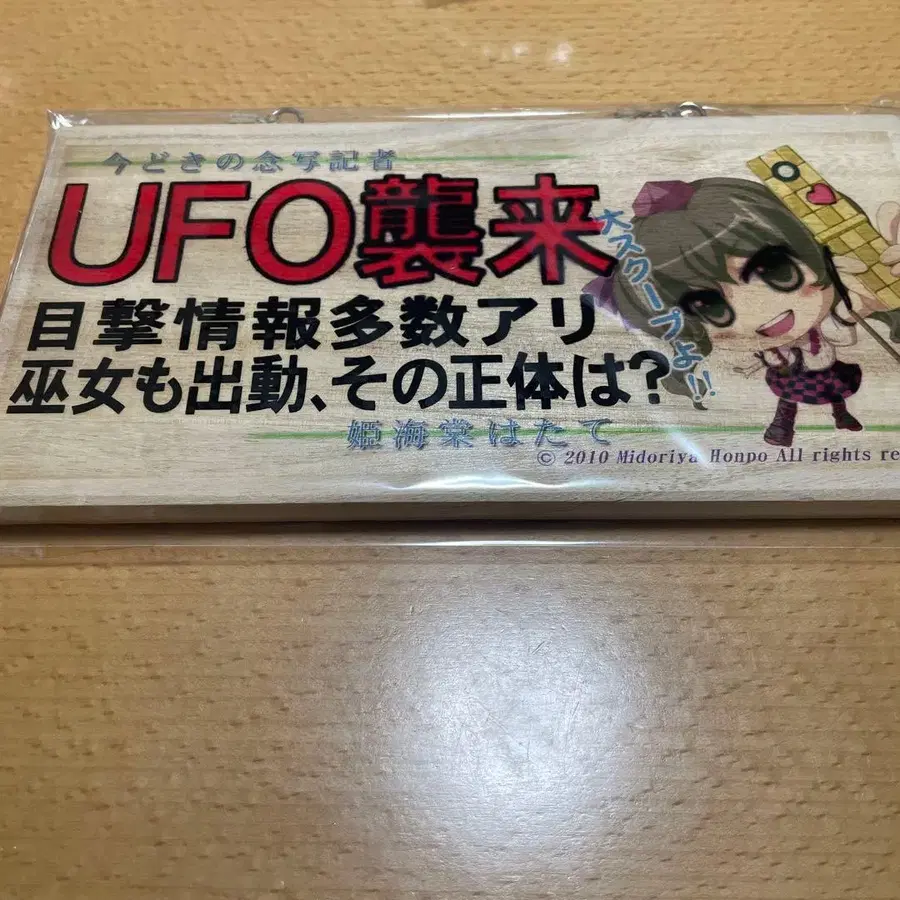 今どきの念写記者
UFO襲来
目撃情報多数アリ
巫女も出動、その正体は?
大スクープよ!!
姫海棠はたて
© 2010 Midoriya Honpo All rights re